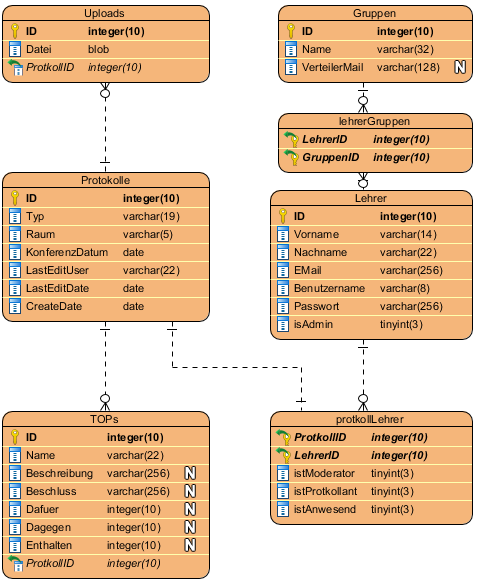 Uploads
ID integer(10)
Datei blob
ProtkollID integer(10)
Gruppen
ID integer(10)
Name varchar(32)
VerteilerMail varchar(128) N
lehrerGruppen
LehrerID integer(10)
GruppenID integer(10)
Protokolle
ID integer(10)
Typ varchar(19)
Raum varchar(5)
KonferenzDatum date
LastEditUser varchar(22)
LastEditDate date
CreateDate date
Lehrer
ID integer(10)
Vorname varchar(14)
Nachname varchar(22)
EMail varchar(256)
Benutzername varchar(8)
Passwort varchar(256)
isAdmin tinyint(3)
TOPs
ID integer(10)
Name varchar(22)
Beschreibung varchar(256) N
Beschluss varchar(256) N
Dafuer integer(10) N
Dagegen integer(10) N
Enthalten integer(10) N
ProtkollID integer(10)
protkollLehrer
ProtkollID integer(10)
LehrerID integer(10)
istModerator tinyint(3)
istProtkollant tinyint(3)
istAnwesend tinyint(3)